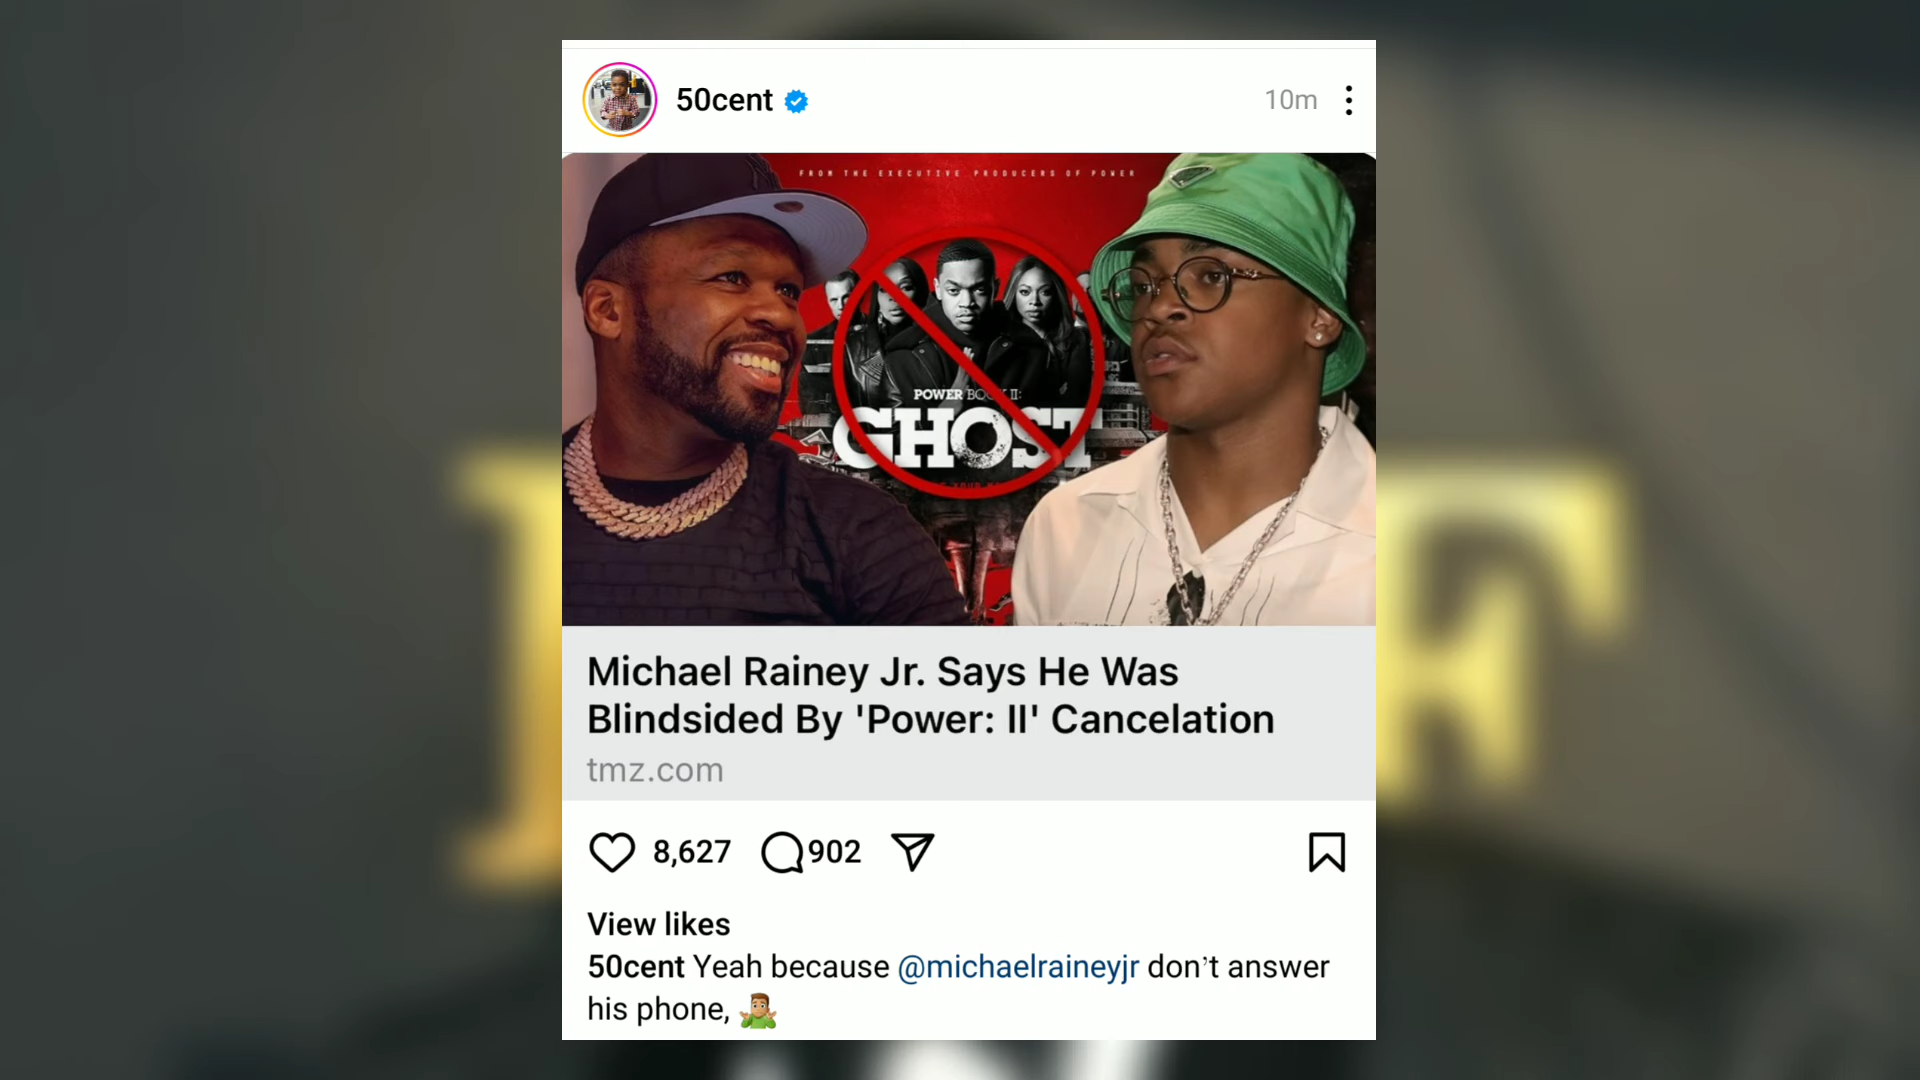 50cent
10m
FROM THE EXECUTIVE PRODUCERS OF POWER
POWER BOOK II:
GHOST
Michael Rainey Jr. Says He Was
Blindsided By 'Power: II' Cancelation
tmz.com
8,627 902
View likes
50cent Yeah because @michaelraineyjr don't answer
his phone,